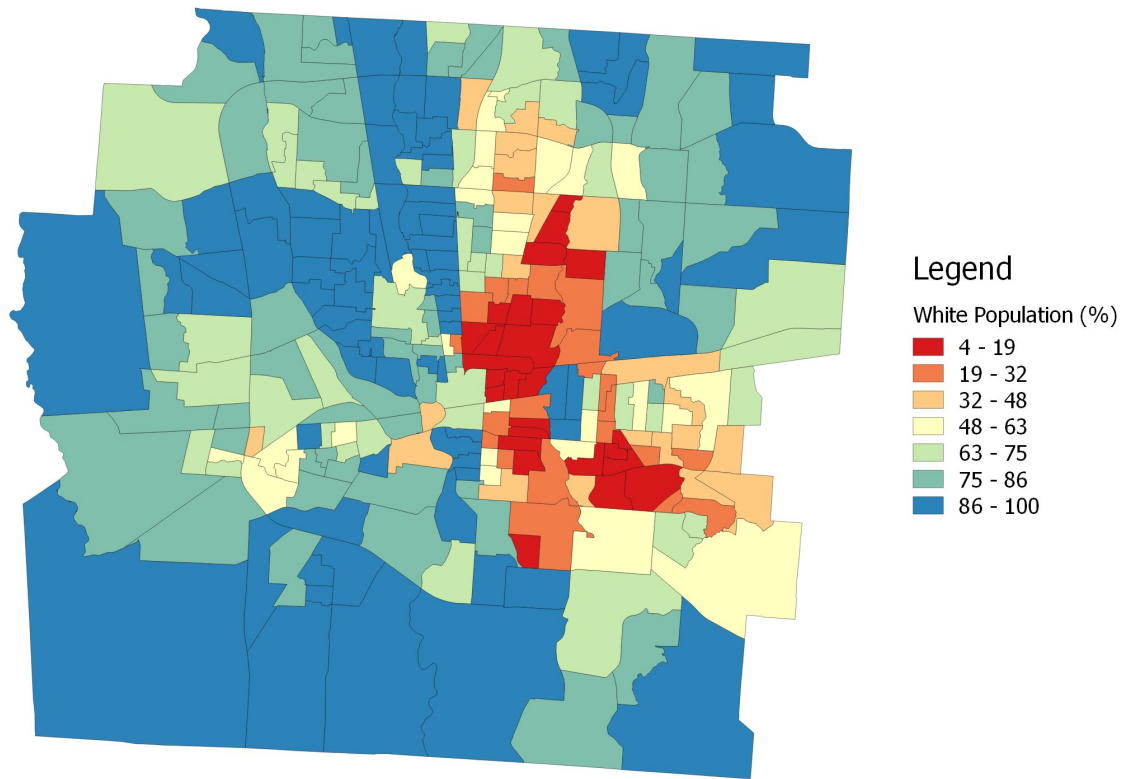 Legend
White Population (%)
4 - 19
19 - 32
32 - 48
48 - 63
63 - 75
75 - 86
86 - 100